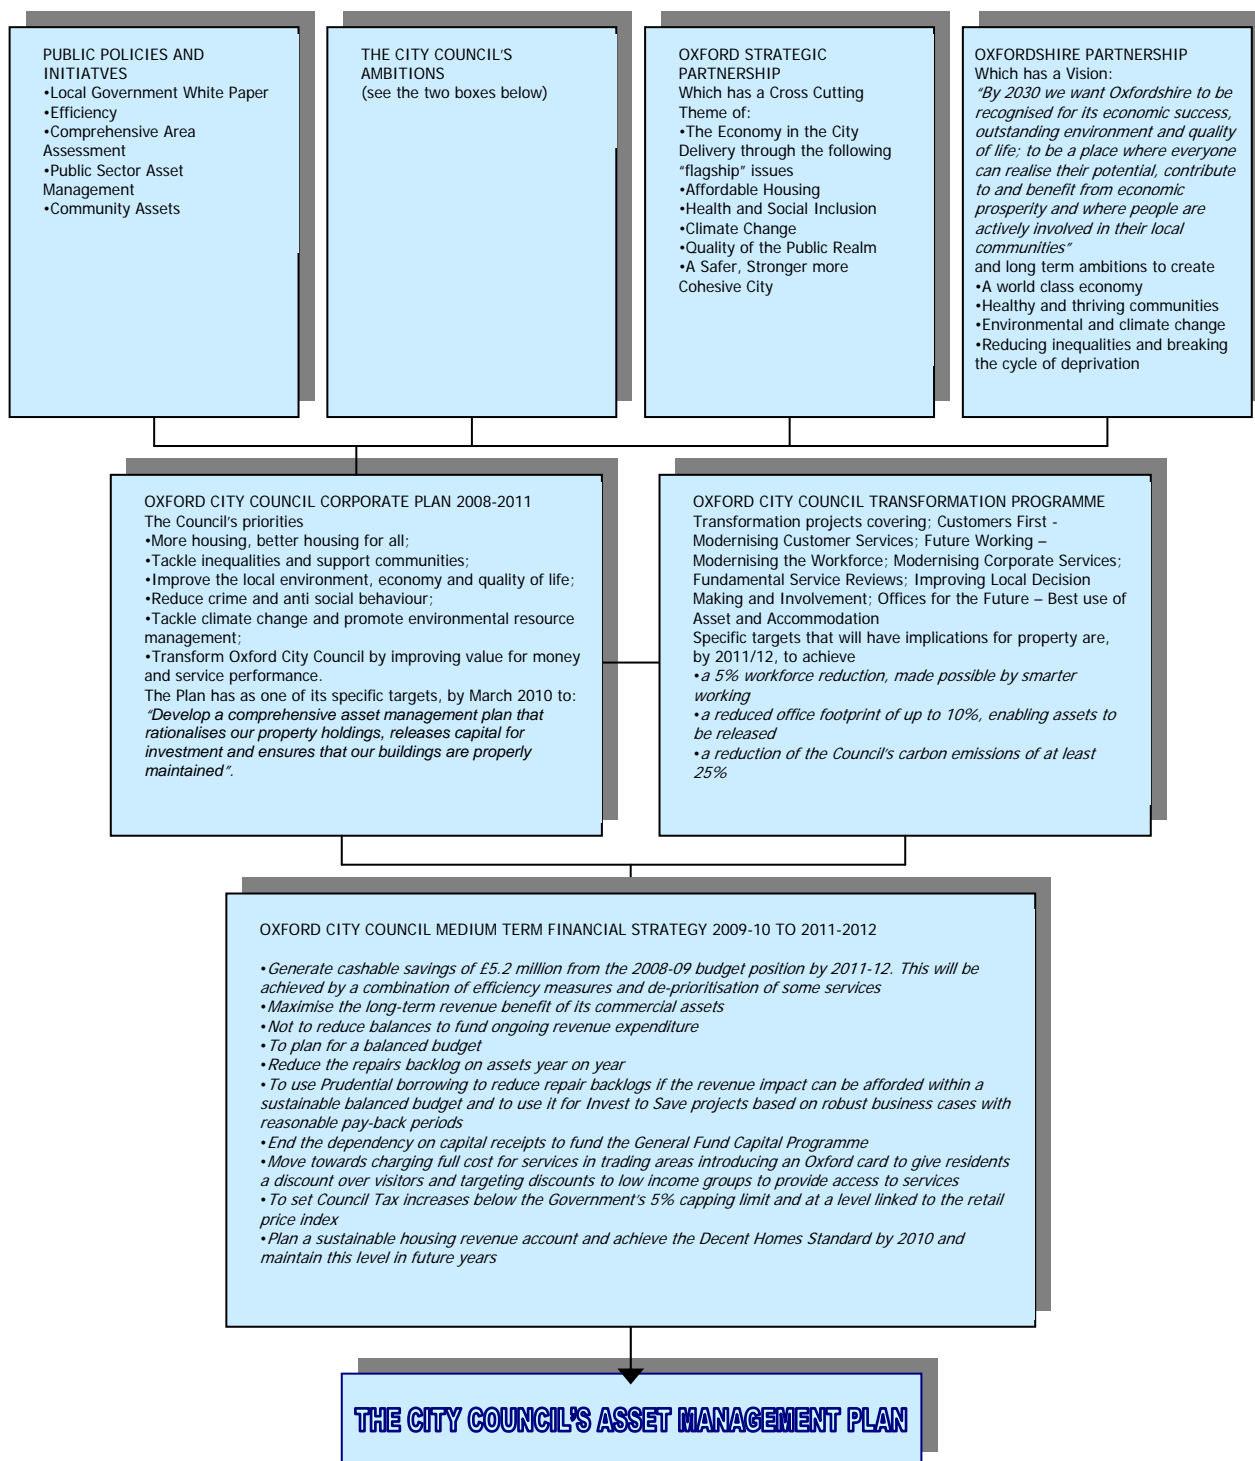 PUBLIC POLICIES AND
INITIATVES
•Local Government White Paper
•Efficiency
•Comprehensive Area
Assessment
•Public Sector Asset
Management
•Community Assets
THE CITY COUNCIL'S
AMBITIONS
(see the two boxes below)
OXFORD STRATEGIC
PARTNERSHIP
Which has a Cross Cutting
Theme of:
•The Economy in the City
Delivery through the following
“flagship” issues
•Affordable Housing
•Health and Social Inclusion
•Climate Change
•Quality of the Public Realm
•A Safer, Stronger more
Cohesive City
OXFORDSHIRE PARTNERSHIP
Which has a Vision:
“By 2030 we want Oxfordshire to be
recognised for its economic success,
outstanding environment and quality
of life; to be a place where everyone
can realise their potential, contribute
to and benefit from economic
prosperity and where people are
actively involved in their local
communities”
and long term ambitions to create
•A world class economy
•Healthy and thriving communities
•Environmental and climate change
•Reducing inequalities and breaking
the cycle of deprivation
OXFORD CITY COUNCIL CORPORATE PLAN 2008-2011
The Council's priorities
•More housing, better housing for all;
•Tackle inequalities and support communities;
•Improve the local environment, economy and quality of life;
•Reduce crime and anti social behaviour;
•Tackle climate change and promote environmental resource
management;
•Transform Oxford City Council by improving value for money
and service performance.
The Plan has as one of its specific targets, by March 2010 to:
“Develop a comprehensive asset management plan that
rationalises our property holdings, releases capital for
investment and ensures that our buildings are properly
maintained”.
OXFORD CITY COUNCIL TRANSFORMATION PROGRAMME
Transformation projects covering; Customers First -
Modernising Customer Services; Future Working –
Modernising the Workforce; Modernising Corporate Services;
Fundamental Service Reviews; Improving Local Decision
Making and Involvement; Offices for the Future – Best use of
Asset and Accommodation
Specific targets that will have implications for property are,
by 2011/12, to achieve
•a 5% workforce reduction, made possible by smarter
working
•a reduced office footprint of up to 10%, enabling assets to
be released
•a reduction of the Council's carbon emissions of at least
25%
OXFORD CITY COUNCIL MEDIUM TERM FINANCIAL STRATEGY 2009-10 TO 2011-2012
•Generate cashable savings of £5.2 million from the 2008-09 budget position by 2011-12. This will be
achieved by a combination of efficiency measures and de-prioritisation of some services
•Maximise the long-term revenue benefit of its commercial assets
•Not to reduce balances to fund ongoing revenue expenditure
•To plan for a balanced budget
•Reduce the repairs backlog on assets year on year
•To use Prudential borrowing to reduce repair backlogs if the revenue impact can be afforded within a
sustainable balanced budget and to use it for Invest to Save projects based on robust business cases with
reasonable pay-back periods
•End the dependency on capital receipts to fund the General Fund Capital Programme
•Move towards charging full cost for services in trading areas introducing an Oxford card to give residents
a discount over visitors and targeting discounts to low income groups to provide access to services
•To set Council Tax increases below the Government's 5% capping limit and at a level linked to the retail
price index
•Plan a sustainable housing revenue account and achieve the Decent Homes Standard by 2010 and
maintain this level in future years
THE CITY COUNCIL'S ASSET MANAGEMENT PLAN